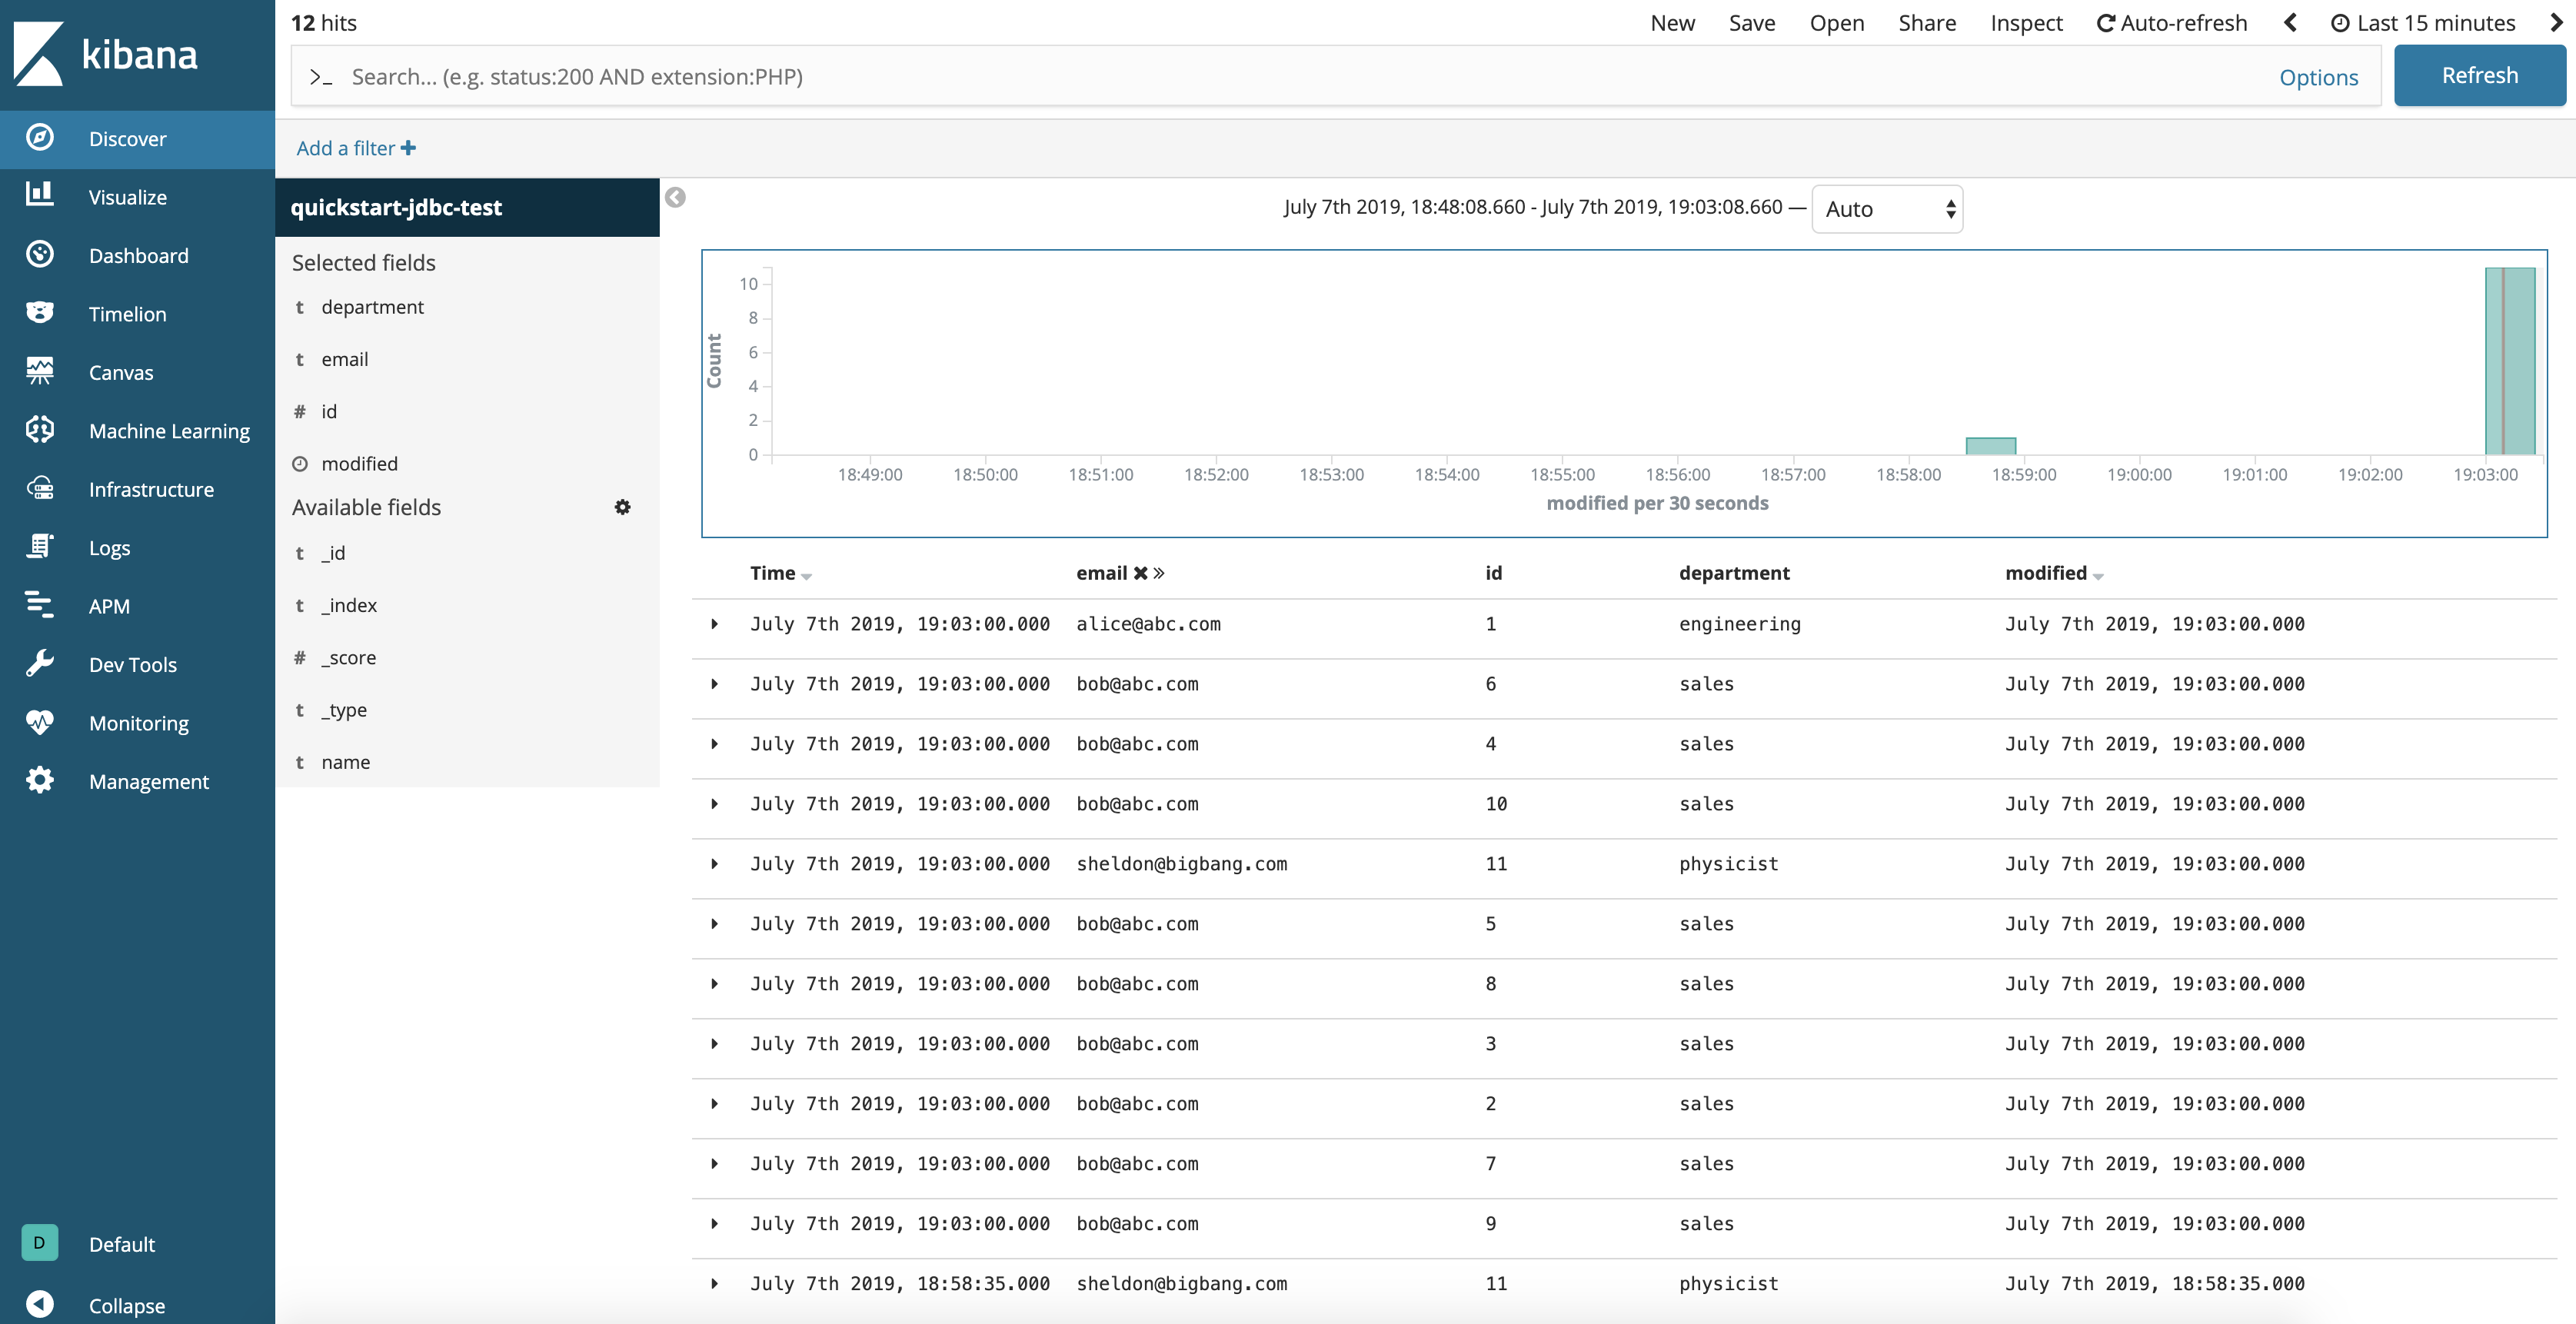 kibana
Discover
Visualize
Dashboard
Timelion
Canvas
Machine Learning
Infrastructure
Logs
APM
Dev Tools
Monitoring
Management
D Default
Collapse
12 hits
New Save Open Share Inspect Auto-refresh Last 15 minutes
>_ Search... (e.g. status:200 AND extension:PHP) Options Refresh
Add a filter +
quickstart-jdbc-test
Selected fields
t department
t email
# id
modified
Available fields
t _id
t _index
# _score
t _type
t name
July 7th 2019, 18:48:08.660 - July 7th 2019, 19:03:08.660 — Auto
Count
10
8
6
4
2
0
18:49:00 18:50:00 18:51:00 18:52:00 18:53:00 18:54:00 18:55:00 18:56:00 18:57:00 18:58:00 18:59:00 19:00:00 19:01:00 19:02:00 19:03:00
modified per 30 seconds
Time email id department modified
July 7th 2019, 19:03:00.000 alice@abc.com 1 engineering July 7th 2019, 19:03:00.000
July 7th 2019, 19:03:00.000 bob@abc.com 6 sales July 7th 2019, 19:03:00.000
July 7th 2019, 19:03:00.000 bob@abc.com 4 sales July 7th 2019, 19:03:00.000
July 7th 2019, 19:03:00.000 bob@abc.com 10 sales July 7th 2019, 19:03:00.000
July 7th 2019, 19:03:00.000 sheldon@bigbang.com 11 physicist July 7th 2019, 19:03:00.000
July 7th 2019, 19:03:00.000 bob@abc.com 5 sales July 7th 2019, 19:03:00.000
July 7th 2019, 19:03:00.000 bob@abc.com 8 sales July 7th 2019, 19:03:00.000
July 7th 2019, 19:03:00.000 bob@abc.com 3 sales July 7th 2019, 19:03:00.000
July 7th 2019, 19:03:00.000 bob@abc.com 2 sales July 7th 2019, 19:03:00.000
July 7th 2019, 19:03:00.000 bob@abc.com 7 sales July 7th 2019, 19:03:00.000
July 7th 2019, 19:03:00.000 bob@abc.com 9 sales July 7th 2019, 19:03:00.000
July 7th 2019, 18:58:35.000 sheldon@bigbang.com 11 physicist July 7th 2019, 18:58:35.000